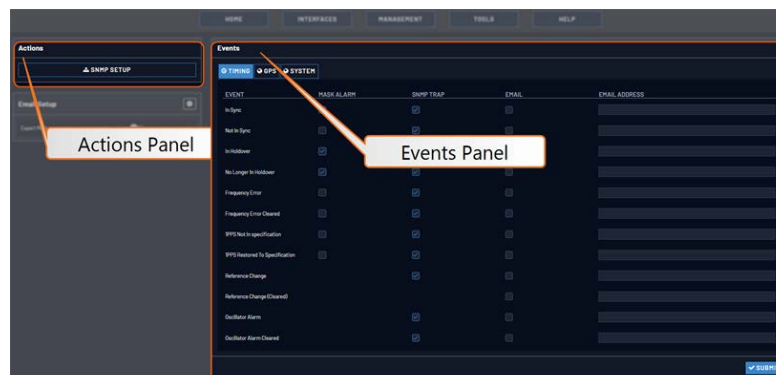 HOME INTERFACES MANAGEMENT TOOLS HELP
Actions
SNMP SETUP
Email Setup
Actions Panel
Events
TIMING GPS SYSTEM
EVENT MASK ALARM SNMP TRAP EMAIL EMAIL ADDRESS
In Sync
Not In Sync
Events Panel
In Holdover
No Longer In Holdover
Frequency Error
Frequency Error Cleared
1PPS Not In specification
1PPS Restored To Specification
Reference Change
Reference Change (Cleared)
Oscillator Alarm
Oscillator Alarm Cleared